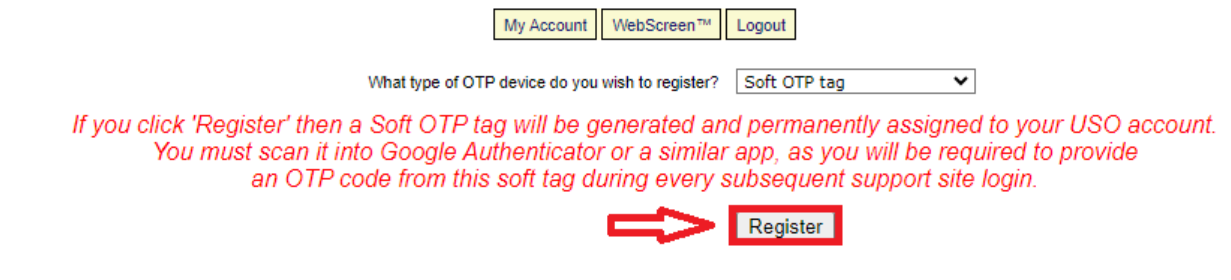 My Account WebScreen™ Logout
What type of OTP device do you wish to register? Soft OTP tag
If you click 'Register' then a Soft OTP tag will be generated and permanently assigned to your USO account.
You must scan it into Google Authenticator or a similar app, as you will be required to provide
an OTP code from this soft tag during every subsequent support site login.
Register